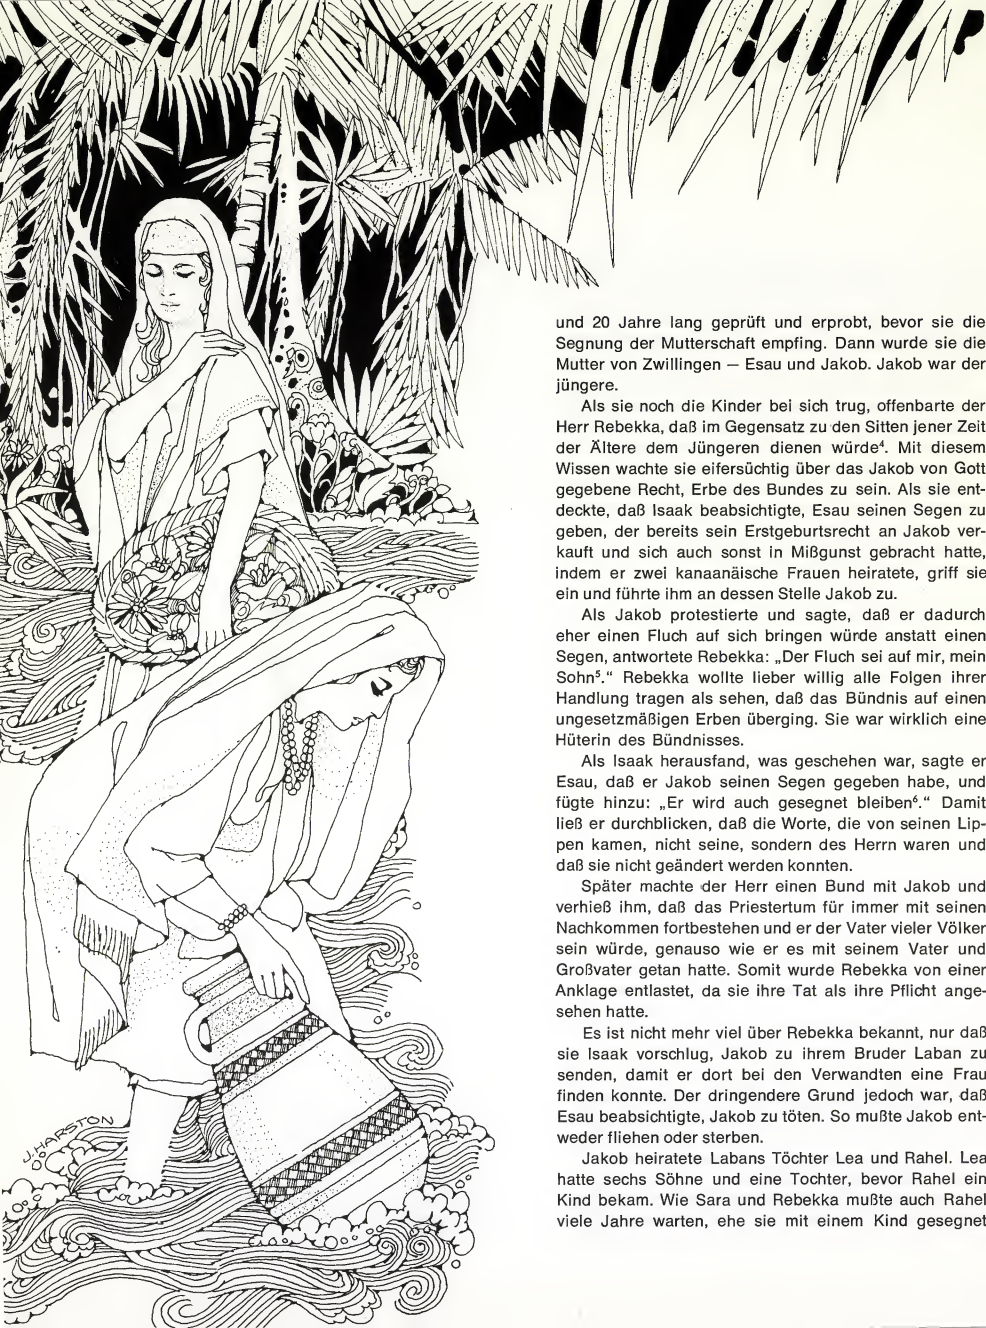 und 20 Jahre lang geprüft und erprobt, bevor sie die
Segnung der Mutterschaft empfing. Dann wurde sie die
Mutter von Zwillingen — Esau und Jakob. Jakob war der
jüngere.
Als sie noch die Kinder bei sich trug, offenbarte der
Herr Rebekka, daß im Gegensatz zu den Sitten jener Zeit
der Ältere dem Jüngeren dienen würde⁴. Mit diesem
Wissen wachte sie eifersüchtig über das Jakob von Gott
gegebene Recht, Erbe des Bundes zu sein. Als sie ent-
deckte, daß Isaak beabsichtigte, Esau seinen Segen zu
geben, der bereits sein Erstgeburtsrecht an Jakob ver-
kauft und sich auch sonst in Mißgunst gebracht hatte,
indem er zwei kanaanäische Frauen heiratete, griff sie
ein und führte ihm an dessen Stelle Jakob zu.
Als Jakob protestierte und sagte, daß er dadurch
eher einen Fluch auf sich bringen würde anstatt einen
Segen, antwortete Rebekka: „Der Fluch sei auf mir, mein
Sohn⁵.“ Rebekka wollte lieber willig alle Folgen ihrer
Handlung tragen als sehen, daß das Bündnis auf einen
ungesetzmäßigen Erben überging. Sie war wirklich eine
Hüterin des Bündnisses.
Als Isaak herausfand, was geschehen war, sagte er
Esau, daß er Jakob seinen Segen gegeben habe, und
fügte hinzu: „Er wird auch gesegnet bleiben⁶.“ Damit
ließ er durchblicken, daß die Worte, die von seinen Lip-
pen kamen, nicht seine, sondern des Herrn waren und
daß sie nicht geändert werden konnten.
Später machte der Herr einen Bund mit Jakob und
verhieß ihm, daß das Priestertum für immer mit seinen
Nachkommen fortbestehen und er der Vater vieler Völker
sein würde, genauso wie er es mit seinem Vater und
Großvater getan hatte. Somit wurde Rebekka von einer
Anklage entlastet, da sie ihre Tat als ihre Pflicht ange-
sehen hatte.
Es ist nicht mehr viel über Rebekka bekannt, nur daß
sie Isaak vorschlug, Jakob zu ihrem Bruder Laban zu
senden, damit er dort bei den Verwandten eine Frau
finden konnte. Der dringendere Grund jedoch war, daß
Esau beabsichtigte, Jakob zu töten. So mußte Jakob ent-
weder fliehen oder sterben.
Jakob heiratete Labans Töchter Lea und Rahel. Lea
hatte sechs Söhne und eine Tochter, bevor Rahel ein
Kind bekam. Wie Sara und Rebekka mußte auch Rahel
viele Jahre warten, ehe sie mit einem Kind gesegnet
J. HARSTON